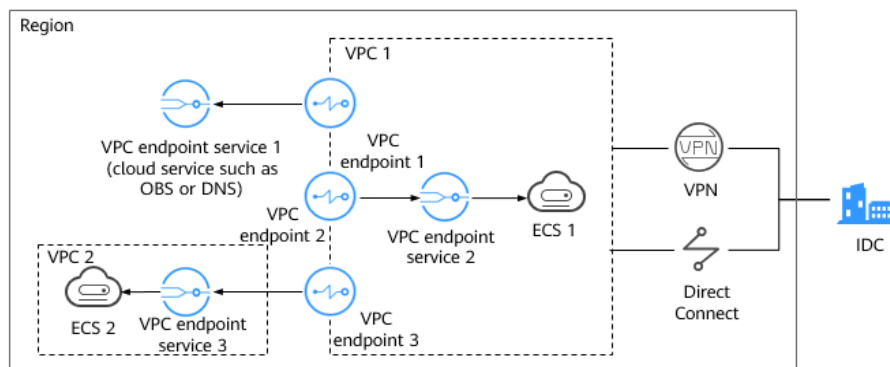 Region
VPC 1
VPC endpoint service 1
(cloud service such as
OBS or DNS)
VPC
endpoint 1
VPN
VPN
VPC
endpoint 2
VPC endpoint
service 2
ECS 1
IDC
VPC 2
ECS 2
VPC endpoint
service 3
VPC
endpoint 3
Direct
Connect